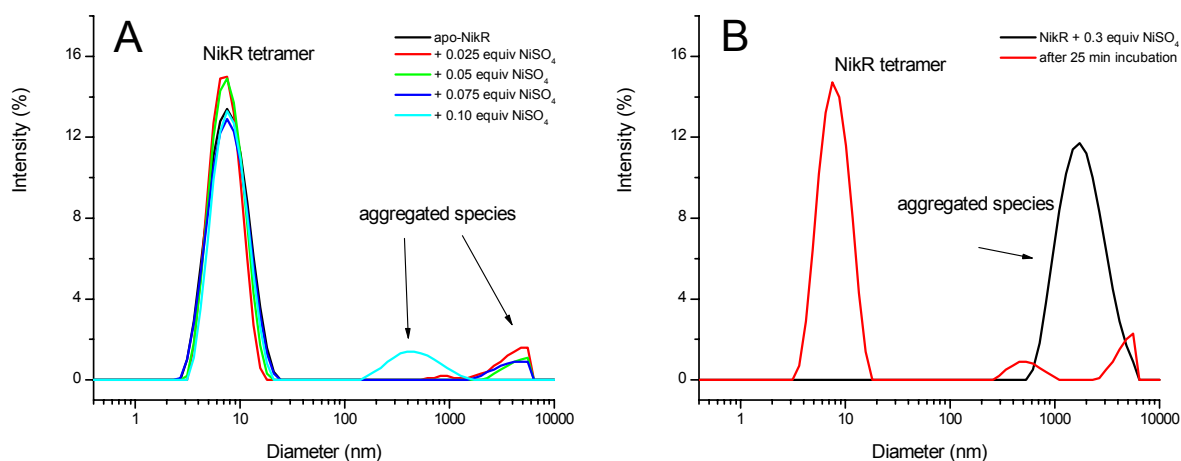 A
NikR tetramer
apo-NikR
+ 0.025 equiv NiSO₄
+ 0.05 equiv NiSO₄
+ 0.075 equiv NiSO₄
+ 0.10 equiv NiSO₄
aggregated species
Intensity (%)
16
12
8
4
0
1
10
100
1000
10000
Diameter (nm)
B
NikR + 0.3 equiv NiSO₄
after 25 min incubation
NikR tetramer
aggregated species
Intensity (%)
16
12
8
4
0
1
10
100
1000
10000
Diameter (nm)